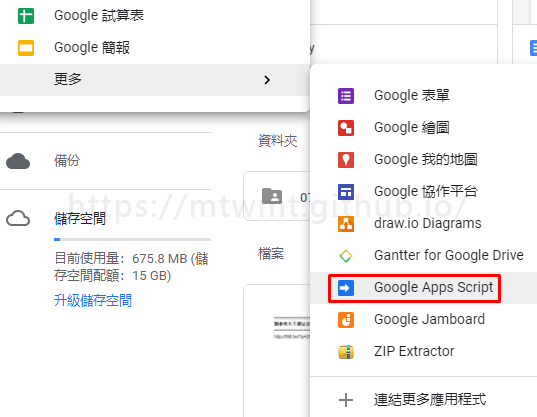 Google 試算表
Google 簡報
更多
Google 表單
Google 繪圖
Google 我的地圖
Google 協作平台
draw.io Diagrams
Gantter for Google Drive
Google Apps Script
Google Jamboard
ZIP Extractor
連結更多應用程式
備份
儲存空間
目前使用量：675.8 MB (儲
存空間配額：15 GB)
升級儲存空間
資料夾
檔案
https://mtwmt.github.io/